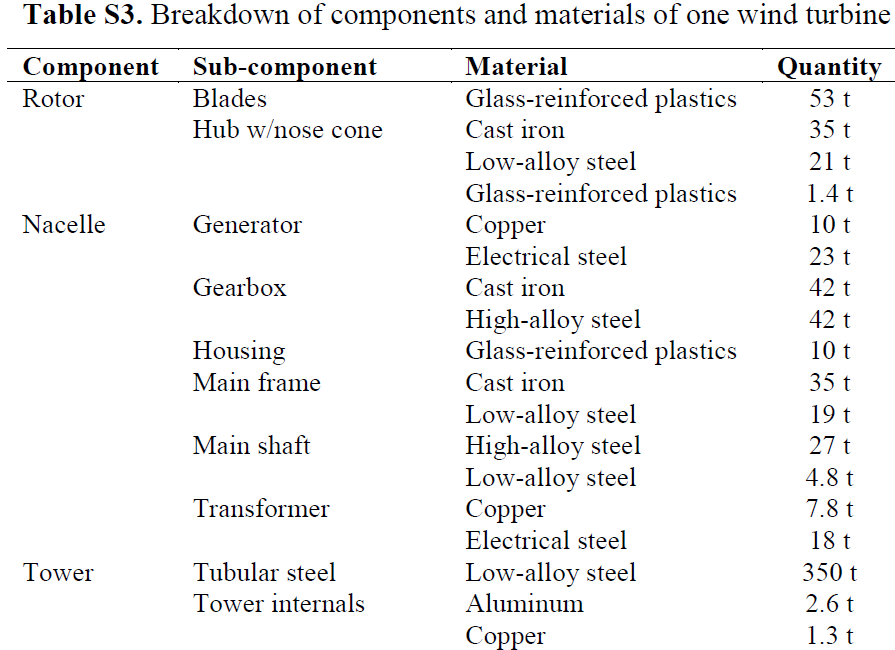 Table S3. Breakdown of components and materials of one wind turbine
Component Sub-component Material Quantity
Rotor Blades Glass-reinforced plastics 53 t
Hub w/nose cone Cast iron 35 t
Low-alloy steel 21 t
Glass-reinforced plastics 1.4 t
Nacelle Generator Copper 10 t
Electrical steel 23 t
Gearbox Cast iron 42 t
High-alloy steel 42 t
Housing Glass-reinforced plastics 10 t
Main frame Cast iron 35 t
Low-alloy steel 19 t
Main shaft High-alloy steel 27 t
Low-alloy steel 4.8 t
Transformer Copper 7.8 t
Electrical steel 18 t
Tower Tubular steel Low-alloy steel 350 t
Tower internals Aluminum 2.6 t
Copper 1.3 t